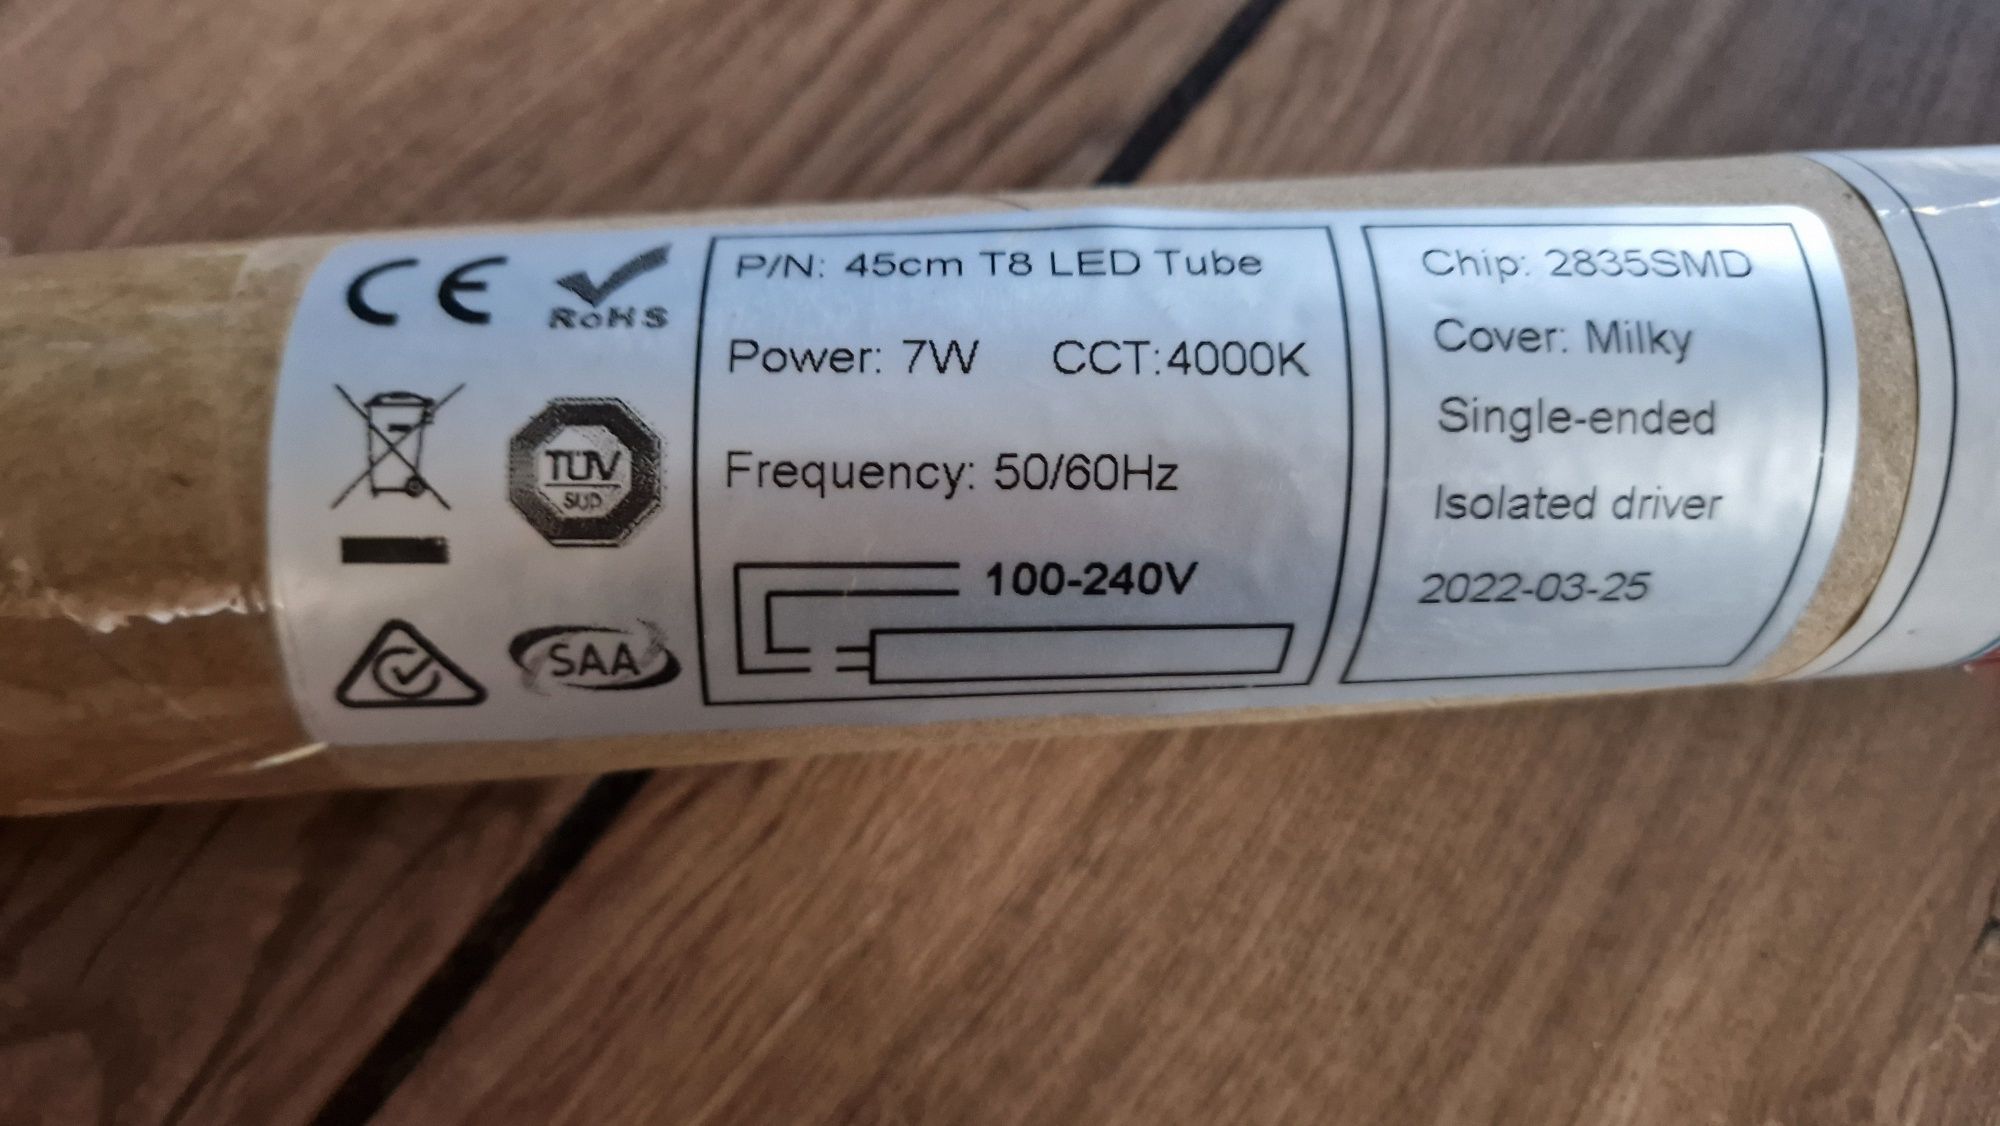 CE
RoHS
TÜV
SUD
SAA
P/N: 45cm T8 LED Tube
Power: 7W CCT:4000K
Frequency: 50/60Hz
100-240V
Chip: 2835SMD
Cover: Milky
Single-ended
Isolated driver
2022-03-25